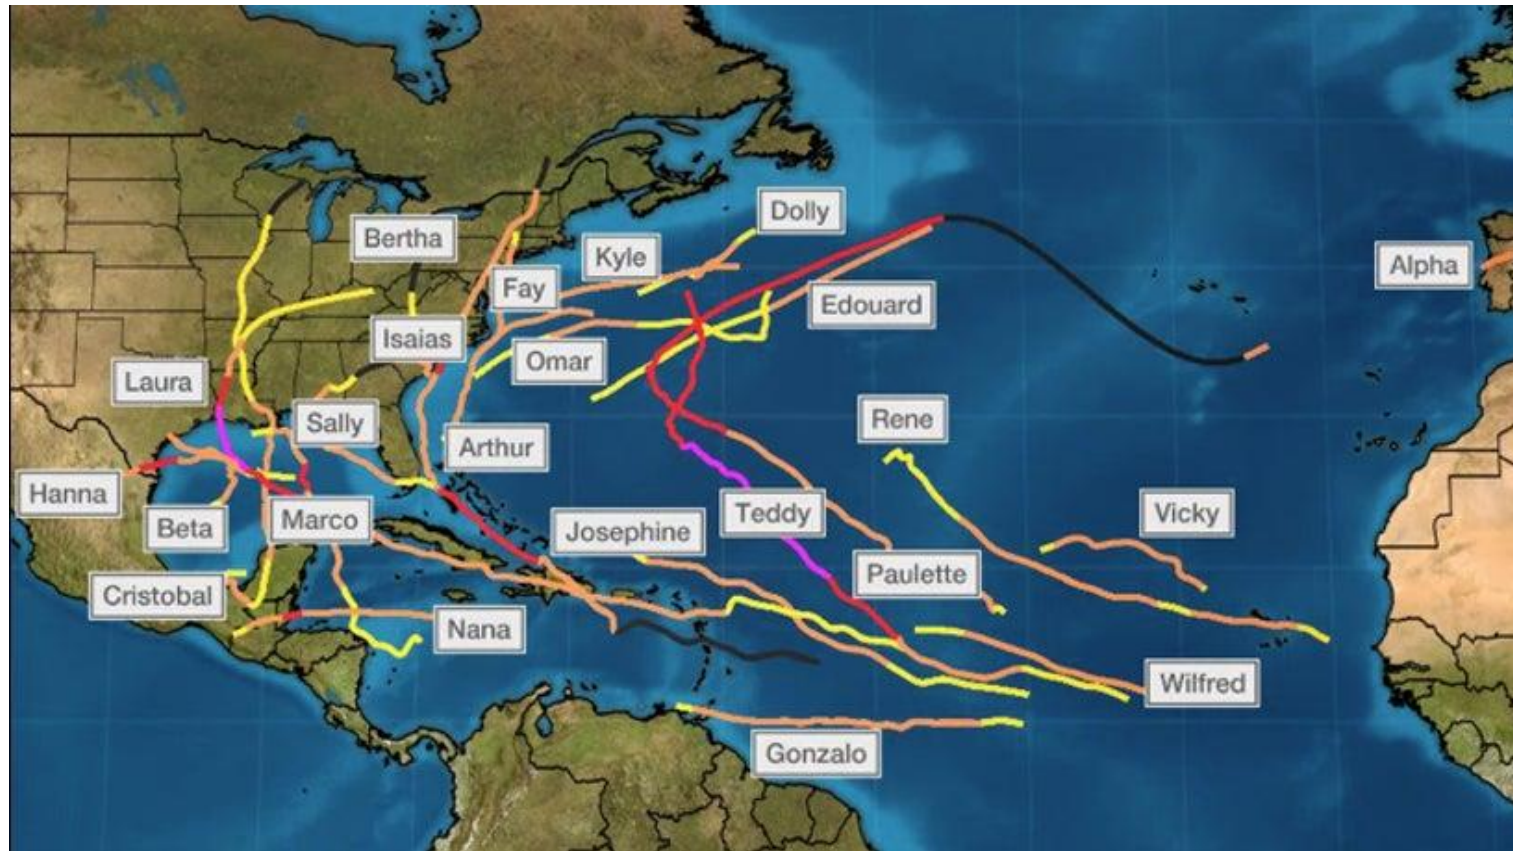 Dolly
Bertha
Kyle
Alpha
Fay
Edouard
Isaias
Omar
Laura
Rene
Sally
Arthur
Hanna
Teddy
Vicky
Marco
Beta
Josephine
Paulette
Cristobal
Nana
Wilfred
Gonzalo